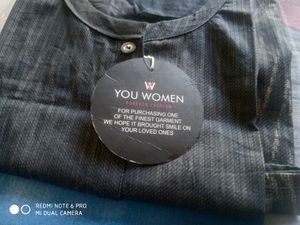 W
YOU WOMEN
FOREVER FASHION
FOR PURCHASING ONE
OF THE FINEST GARMENT
WE HOPE IT BROUGHT SMILE ON
YOUR LOVED ONES
REDMI NOTE 6 PRO
MI DUAL CAMERA